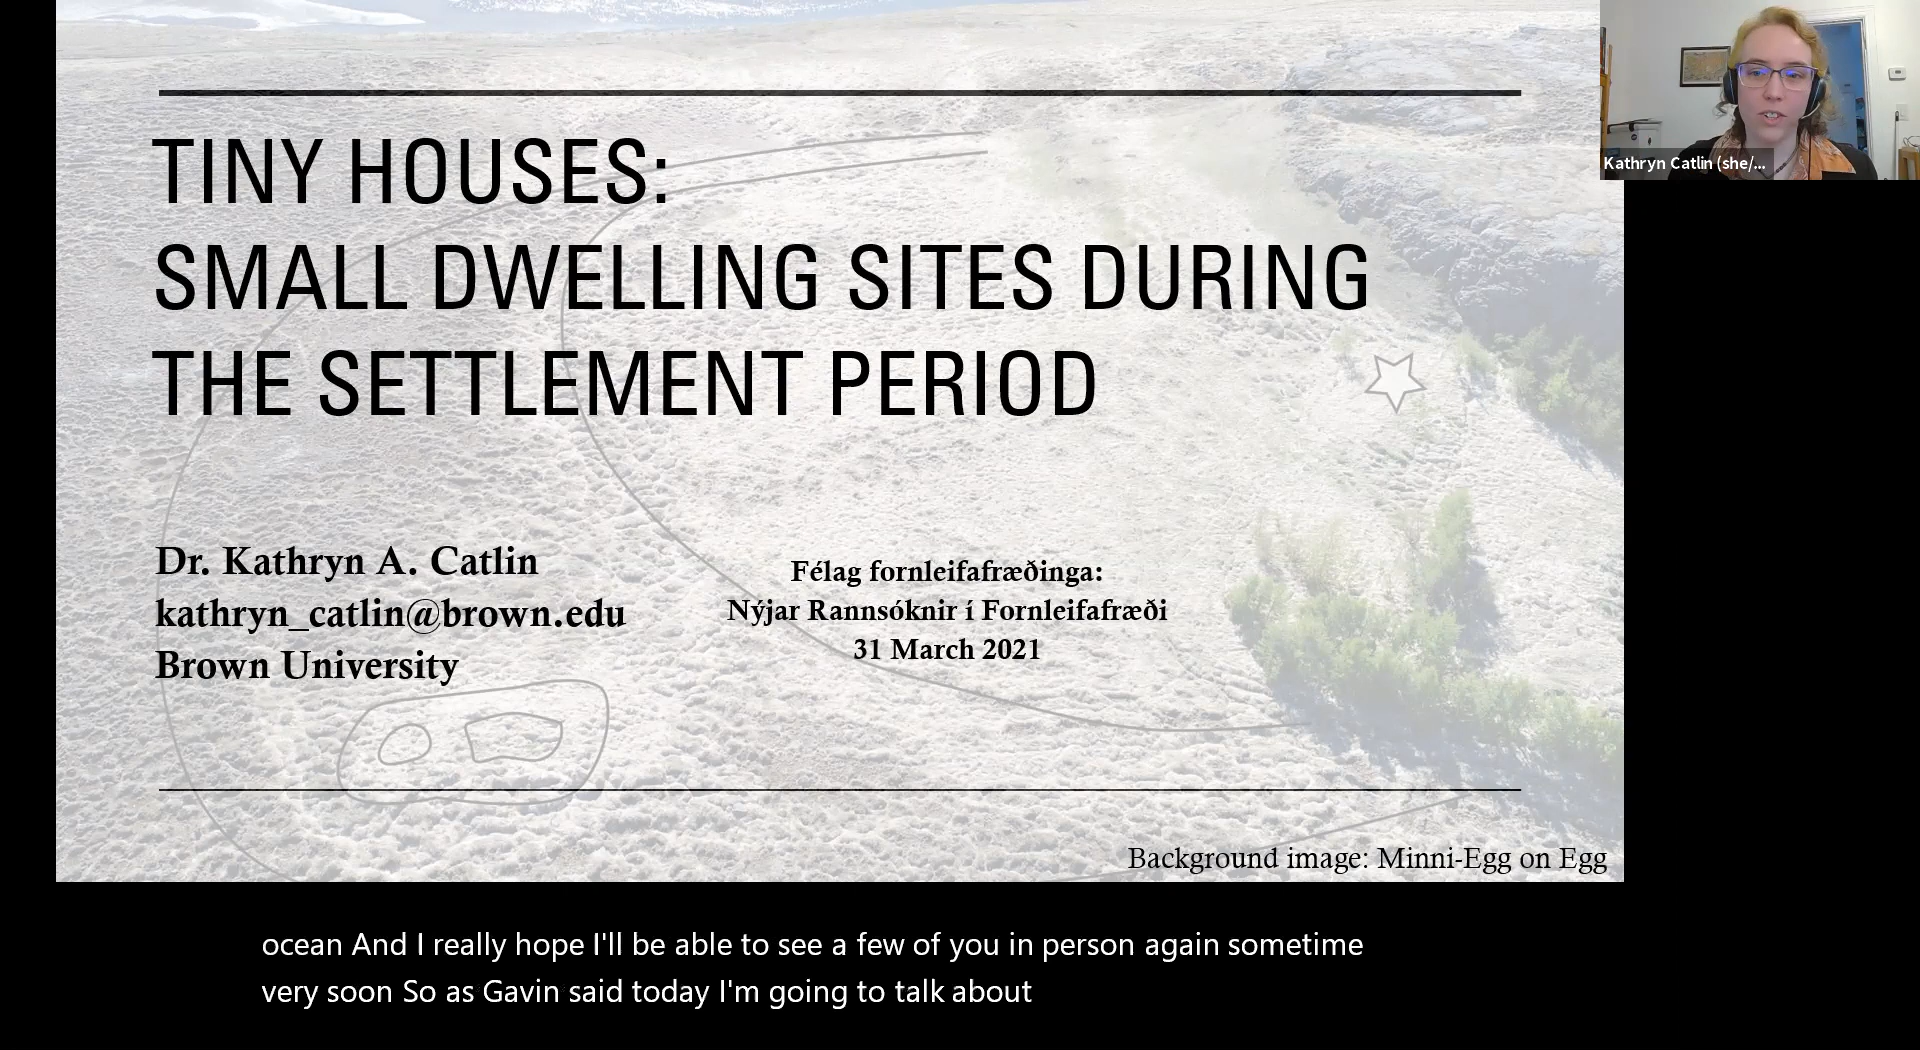 TINY HOUSES:
SMALL DWELLING SITES DURING
THE SETTLEMENT PERIOD
Dr. Kathryn A. Catlin
kathryn_catlin@brown.edu
Brown University
Félag fornleifafræðinga:
Nýjar Rannsóknir í Fornleifafræði
31 March 2021
Background image: Minni-Egg on Egg
Kathryn Catlin (she/...
ocean And I really hope I'll be able to see a few of you in person again sometime
very soon So as Gavin said today I'm going to talk about